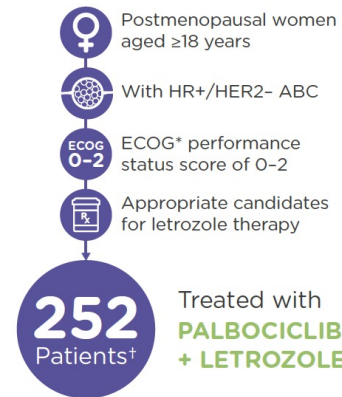 Postmenopausal women
aged ≥18 years
With HR+/HER2– ABC
ECOG
0–2
ECOG* performance
status score of 0–2
Rx
Appropriate candidates
for letrozole therapy
252
Patients†
Treated with
PALBOCICLIB
+ LETROZOLE